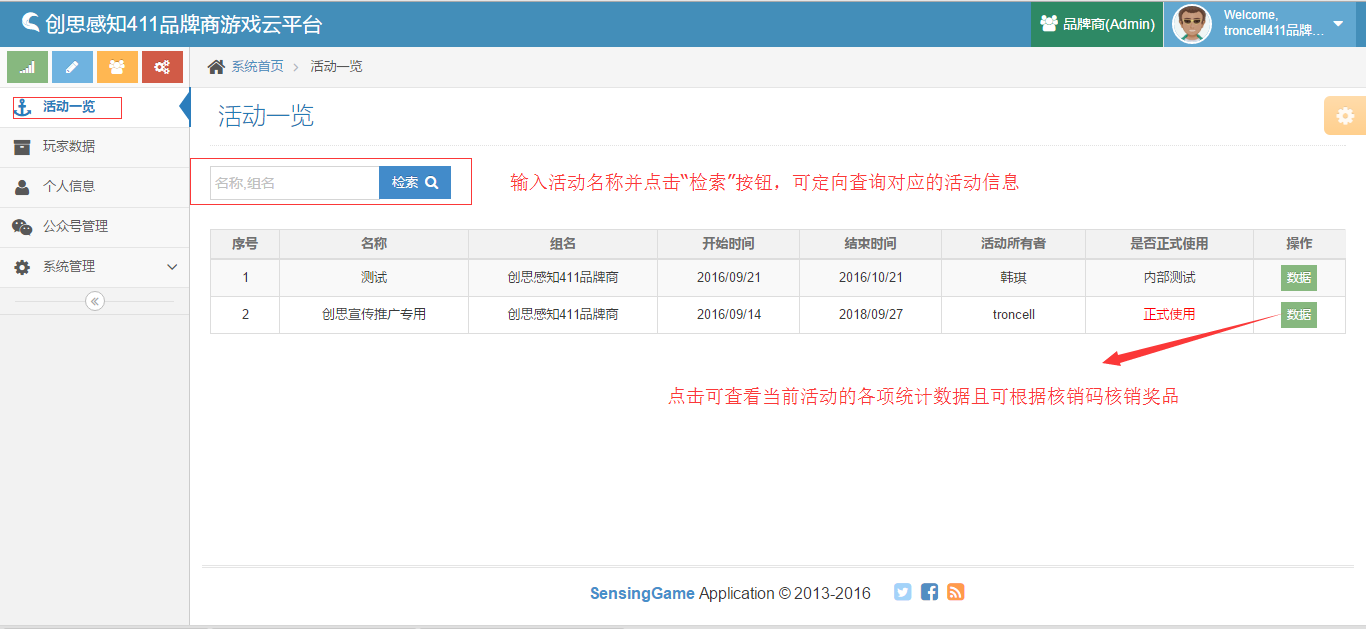 创思感知411品牌商游戏云平台
品牌商(Admin)
Welcome,
troncell411品牌...
系统首页 > 活动一览
活动一览
玩家数据
个人信息
公众号管理
系统管理
活动一览
名称,组名 检索
输入活动名称并点击“检索”按钮，可定向查询对应的活动信息
序号 名称 组名 开始时间 结束时间 活动所有者 是否正式使用 操作
1 测试 创思感知411品牌商 2016/09/21 2016/10/21 韩琪 内部测试 数据
2 创思宣传推广专用 创思感知411品牌商 2016/09/14 2018/09/27 troncell 正式使用 数据
点击可查看当前活动的各项统计数据且可根据核销码核销奖品
SensingGame Application © 2013-2016